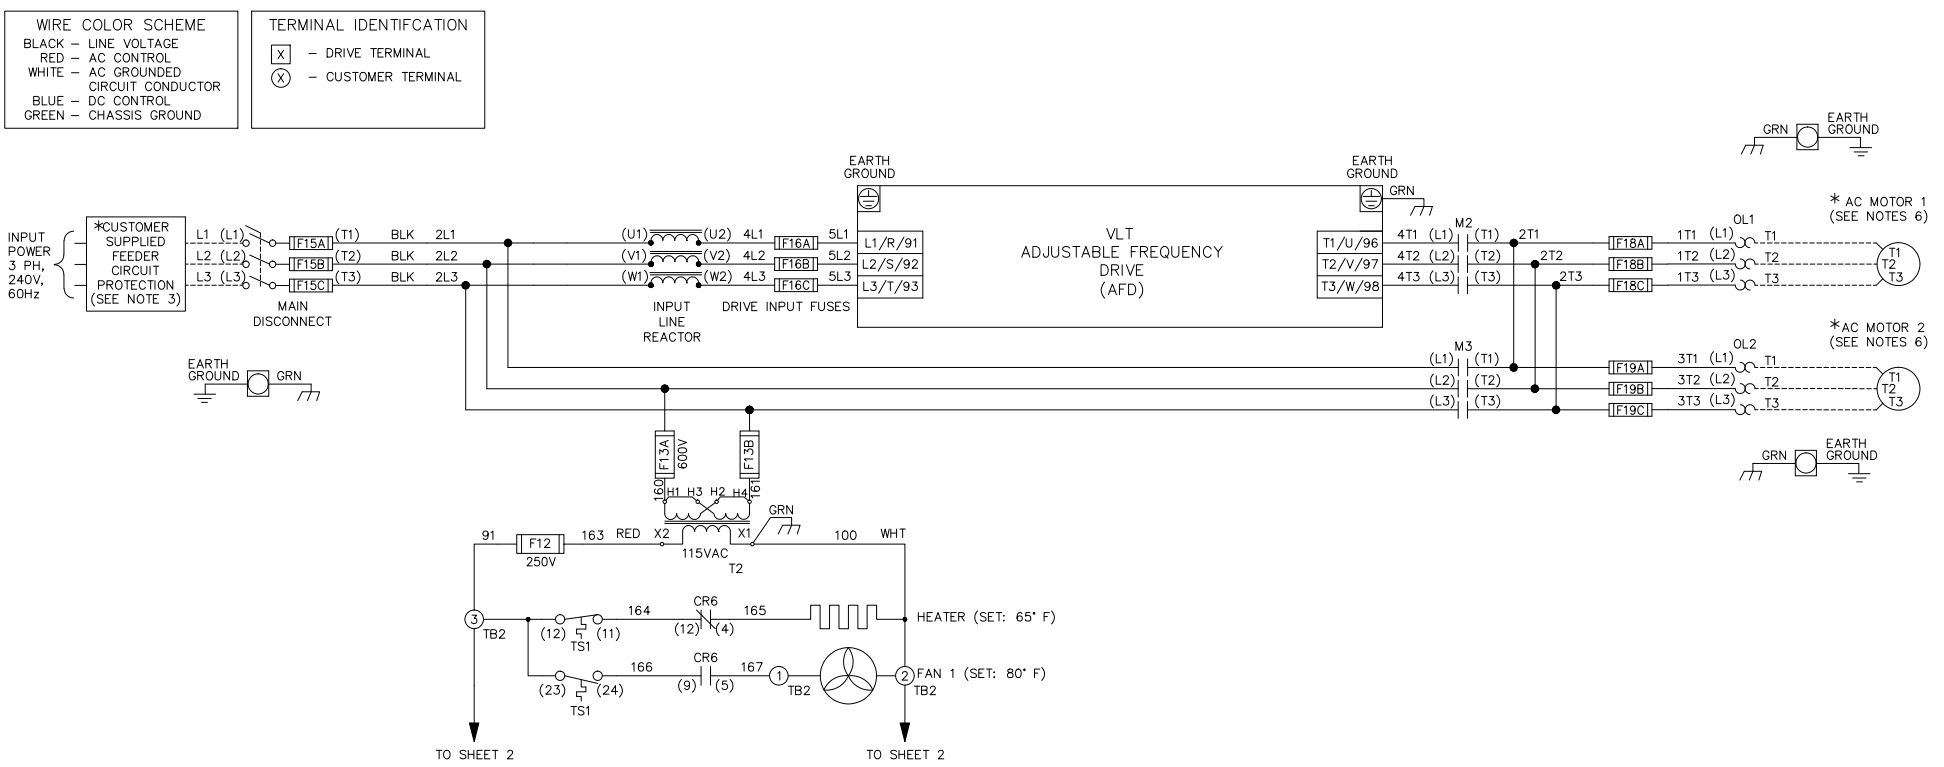 WIRE COLOR SCHEME
BLACK – LINE VOLTAGE
RED – AC CONTROL
WHITE – AC GROUNDED
CIRCUIT CONDUCTOR
BLUE – DC CONTROL
GREEN – CHASSIS GROUND
TERMINAL IDENTIFCATION
X – DRIVE TERMINAL
X – CUSTOMER TERMINAL
INPUT
POWER
3 PH,
240V,
60Hz
*CUSTOMER
SUPPLIED
FEEDER
CIRCUIT
PROTECTION
(SEE NOTE 3)
L1 (L1) F15A (T1) BLK 2L1 (U1) (U2) 4L1 F16A 5L1
L2 (L2) F15B (T2) BLK 2L2 (V1) (V2) 4L2 F16B 5L2
L3 (L3) F15C (T3) BLK 2L3 (W1) (W2) 4L3 F16C 5L3
MAIN
DISCONNECT
INPUT
LINE
REACTOR
DRIVE INPUT FUSES
EARTH
GROUND
GRN
EARTH
GROUND
L1/R/91
L2/S/92
L3/T/93
VLT
ADJUSTABLE FREQUENCY
DRIVE
(AFD)
EARTH
GROUND
GRN
T1/U/96
T2/V/97
T3/W/98
M2
4T1 (L1) (T1) 2T1 F18A 1T1 (L1) T1
4T2 (L2) (T2) 2T2 F18B 1T2 (L2) T2
4T3 (L3) (T3) 2T3 F18C 1T3 (L3) T3
OL1
GRN
EARTH
GROUND
* AC MOTOR 1
(SEE NOTES 6)
T1
T2
T3
M3
(L1) (T1) F19A 3T1 (L1) T1
(L2) (T2) F19B 3T2 (L2) T2
(L3) (T3) F19C 3T3 (L3) T3
OL2
*AC MOTOR 2
(SEE NOTES 6)
T1
T2
T3
GRN
EARTH
GROUND
F13A
600V
F13B
160
161
H1 H3 H2 H4
GRN
91 F12 163 RED X2 X1 100 WHT
250V
115VAC
T2
3
TB2
(12) (11)
TS1
164
CR6
(12) (4)
165
HEATER (SET: 65° F)
(23) (24)
TS1
166
CR6
(9) (5)
167
1
TB2
2
TB2
FAN 1 (SET: 80° F)
TO SHEET 2
TO SHEET 2